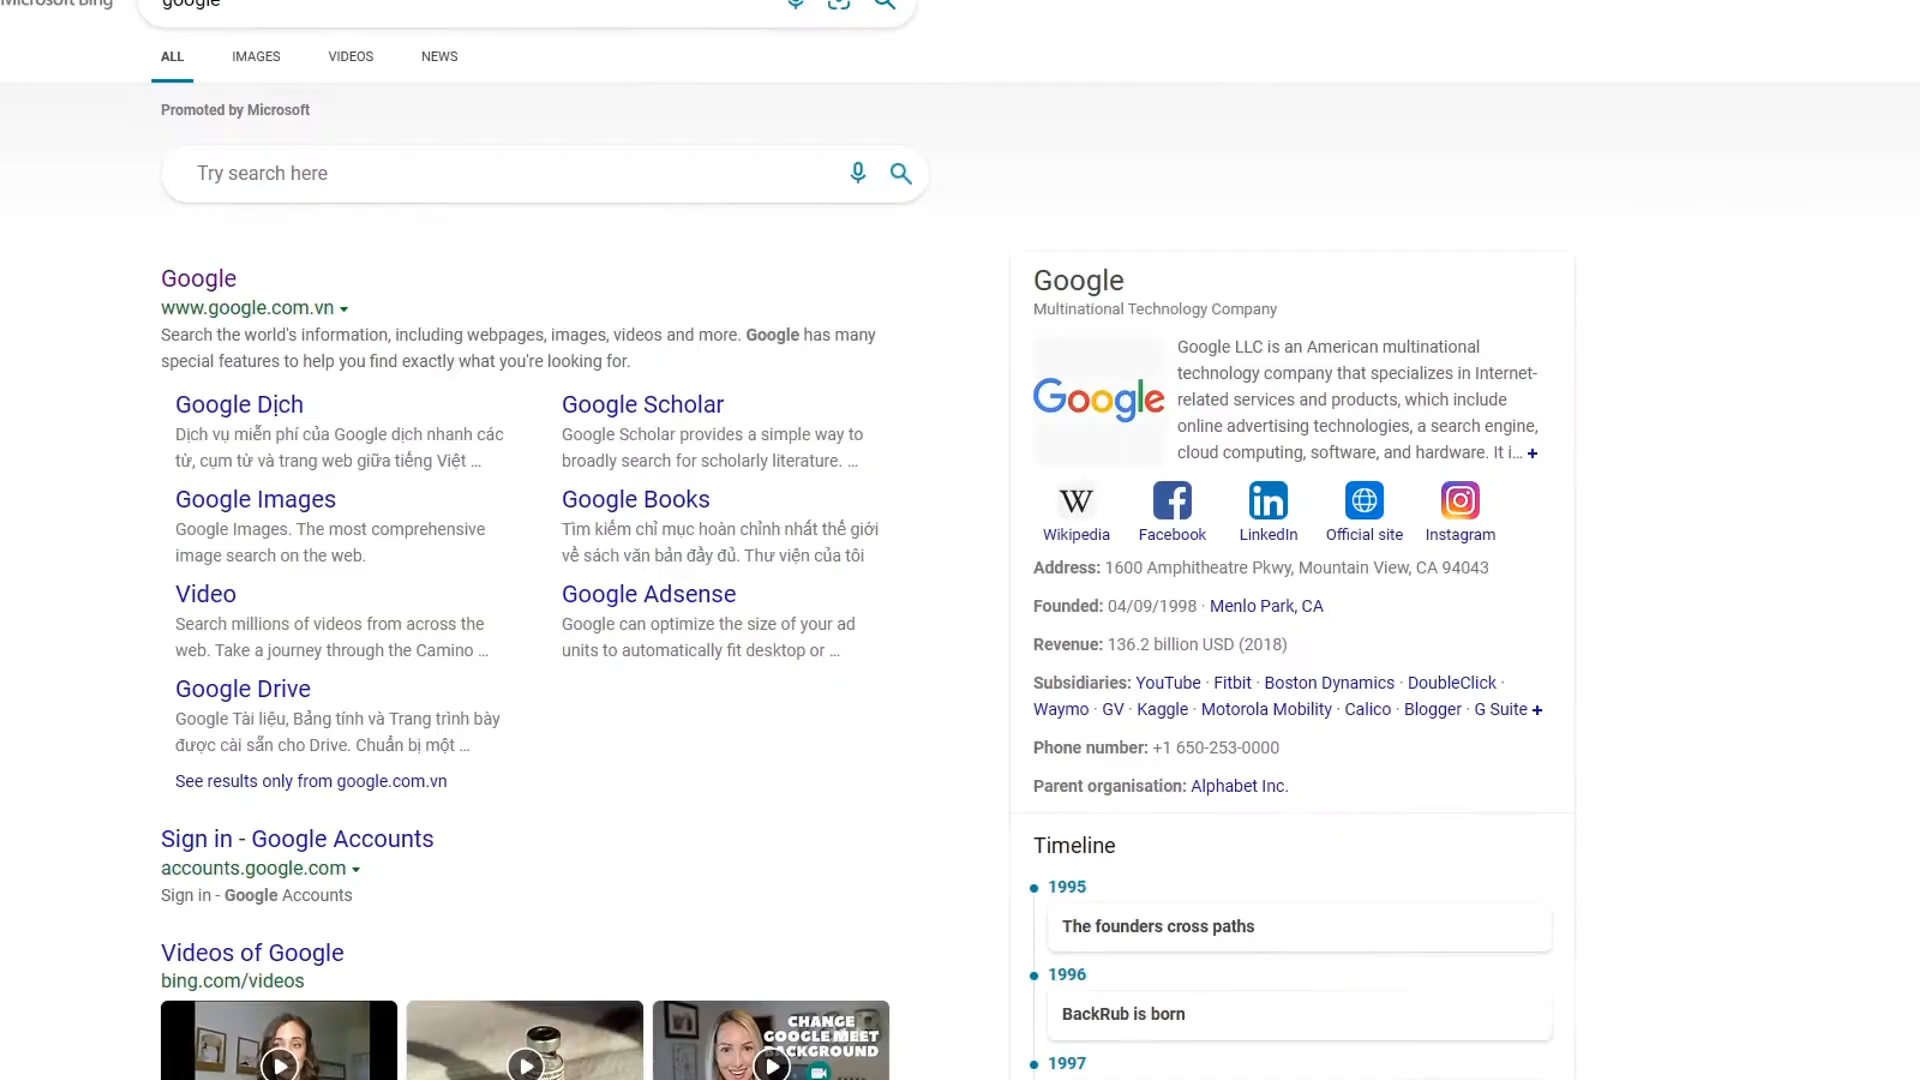 Microsoft Bing
google
ALL
IMAGES
VIDEOS
NEWS
Promoted by Microsoft
Try search here
Google
www.google.com.vn
Search the world's information, including webpages, images, videos and more. Google has many
special features to help you find exactly what you're looking for.
Google Dịch
Dịch vụ miễn phí của Google dịch nhanh các
từ, cụm từ và trang web giữa tiếng Việt ...
Google Scholar
Google Scholar provides a simple way to
broadly search for scholarly literature. ...
Google Images
Google Images. The most comprehensive
image search on the web.
Google Books
Tìm kiếm chỉ mục hoàn chỉnh nhất thế giới
về sách văn bản đầy đủ. Thư viện của tôi
Video
Search millions of videos from across the
web. Take a journey through the Camino ...
Google Adsense
Google can optimize the size of your ad
units to automatically fit desktop or ...
Google Drive
Google Tài liệu, Bảng tính và Trang trình bày
được cài sẵn cho Drive. Chuẩn bị một ...
See results only from google.com.vn
Sign in - Google Accounts
accounts.google.com
Sign in - Google Accounts
Videos of Google
bing.com/videos
CHANGE
GOOGLE MEET
BACKGROUND
Google
Multinational Technology Company
Google
Google LLC is an American multinational
technology company that specializes in Internet-
related services and products, which include
online advertising technologies, a search engine,
cloud computing, software, and hardware. It i... +
W
Wikipedia
Facebook
in
LinkedIn
Official site
Instagram
Address: 1600 Amphitheatre Pkwy, Mountain View, CA 94043
Founded: 04/09/1998 · Menlo Park, CA
Revenue: 136.2 billion USD (2018)
Subsidiaries: YouTube · Fitbit · Boston Dynamics · DoubleClick ·
Waymo · GV · Kaggle · Motorola Mobility · Calico · Blogger · G Suite +
Phone number: +1 650-253-0000
Parent organisation: Alphabet Inc.
Timeline
1995
The founders cross paths
1996
BackRub is born
1997